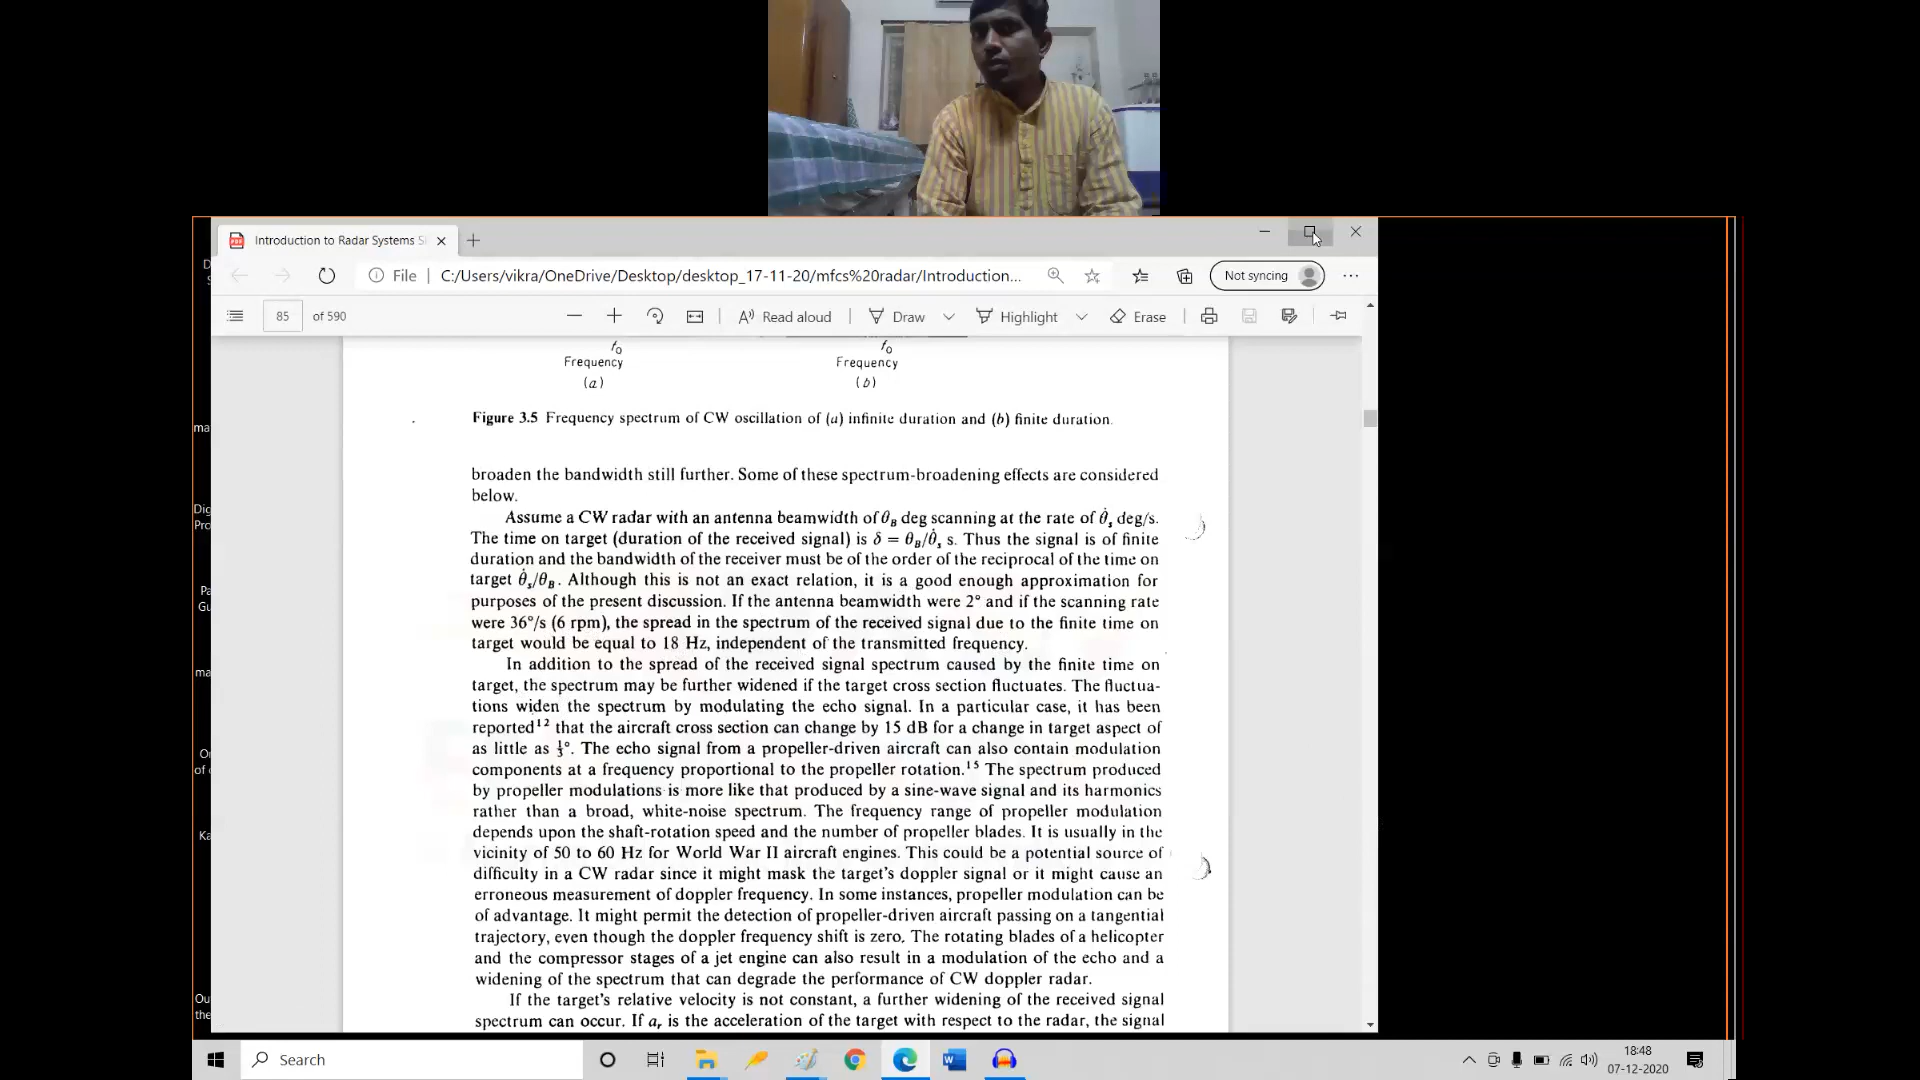 Introduction to Radar Systems S
File
C:/Users/vikra/OneDrive/Desktop/desktop_17-11-20/mfcs%20radar/Introduction...
Not syncing
85 of 590
Read aloud
Draw
Highlight
Erase
f₀ f₀
Frequency Frequency
(a) (b)
Figure 3.5 Frequency spectrum of CW oscillation of (a) infinite duration and (b) finite duration.
broaden the bandwidth still further. Some of these spectrum-broadening effects are considered
below.
Assume a CW radar with an antenna beamwidth of θ_B deg scanning at the rate of θ̇_s deg/s.
The time on target (duration of the received signal) is δ = θ_B/θ̇_s s. Thus the signal is of finite
duration and the bandwidth of the receiver must be of the order of the reciprocal of the time on
target θ̇_s/θ_B. Although this is not an exact relation, it is a good enough approximation for
purposes of the present discussion. If the antenna beamwidth were 2° and if the scanning rate
were 36°/s (6 rpm), the spread in the spectrum of the received signal due to the finite time on
target would be equal to 18 Hz, independent of the transmitted frequency.
In addition to the spread of the received signal spectrum caused by the finite time on
target, the spectrum may be further widened if the target cross section fluctuates. The fluctua-
tions widen the spectrum by modulating the echo signal. In a particular case, it has been
reported¹² that the aircraft cross section can change by 15 dB for a change in target aspect of
as little as ⅓°. The echo signal from a propeller-driven aircraft can also contain modulation
components at a frequency proportional to the propeller rotation.¹⁵ The spectrum produced
by propeller modulations is more like that produced by a sine-wave signal and its harmonics
rather than a broad, white-noise spectrum. The frequency range of propeller modulation
depends upon the shaft-rotation speed and the number of propeller blades. It is usually in the
vicinity of 50 to 60 Hz for World War II aircraft engines. This could be a potential source of
difficulty in a CW radar since it might mask the target's doppler signal or it might cause an
erroneous measurement of doppler frequency. In some instances, propeller modulation can be
of advantage. It might permit the detection of propeller-driven aircraft passing on a tangential
trajectory, even though the doppler frequency shift is zero. The rotating blades of a helicopter
and the compressor stages of a jet engine can also result in a modulation of the echo and a
widening of the spectrum that can degrade the performance of CW doppler radar.
If the target's relative velocity is not constant, a further widening of the received signal
spectrum can occur. If a_r is the acceleration of the target with respect to the radar, the signal
ma
Dig
Pro
Pa
Gu
ma
Or
of c
Ka
Ou
the
Search
18:48
07-12-2020